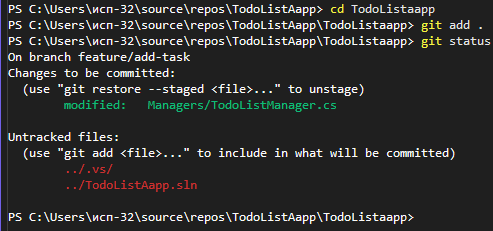 PS C:\Users\исп-32\source\repos\TodoListAapp> cd TodoListaapp
PS C:\Users\исп-32\source\repos\TodoListAapp\TodoListaapp> git add .
PS C:\Users\исп-32\source\repos\TodoListAapp\TodoListaapp> git status
On branch feature/add-task
Changes to be committed:
  (use "git restore --staged <file>..." to unstage)
        modified:   Managers/TodoListManager.cs

Untracked files:
  (use "git add <file>..." to include in what will be committed)
        ../.vs/
        ../TodoListAapp.sln

PS C:\Users\исп-32\source\repos\TodoListAapp\TodoListaapp>